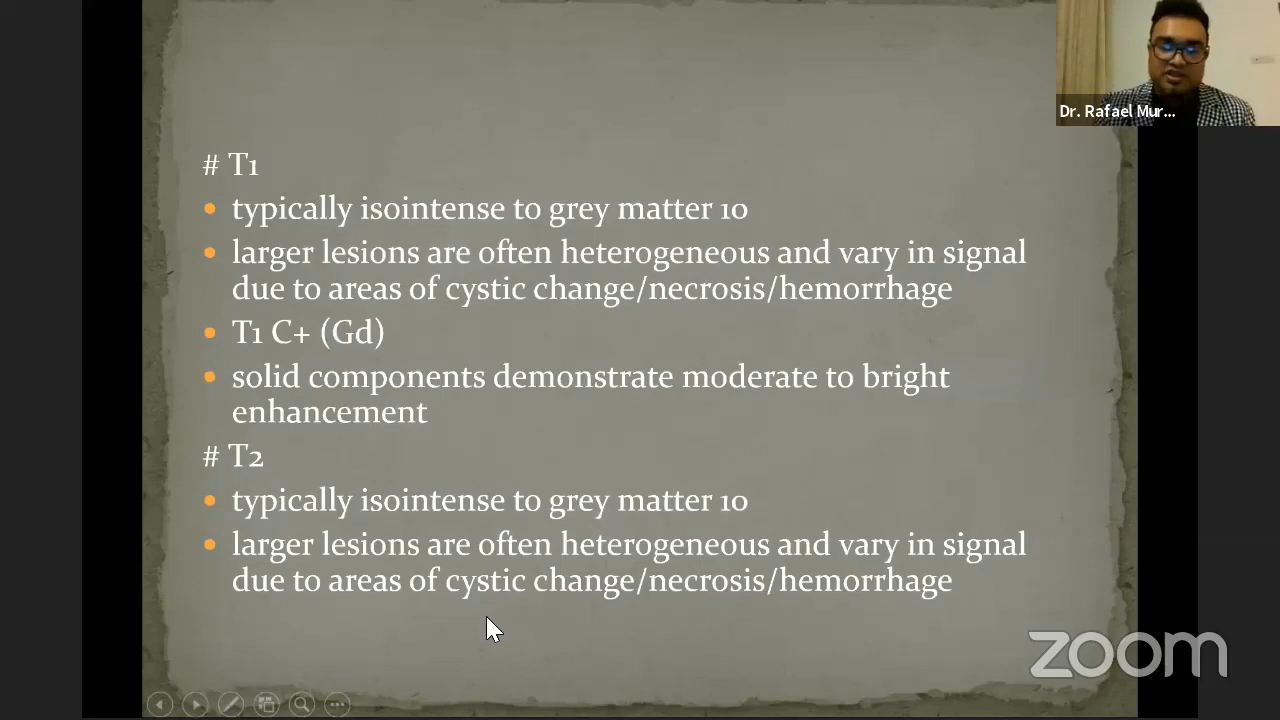 Dr. Rafael Mur...
# T1
• typically isointense to grey matter 10
• larger lesions are often heterogeneous and vary in signal
due to areas of cystic change/necrosis/hemorrhage
• T1 C+ (Gd)
• solid components demonstrate moderate to bright
enhancement
# T2
• typically isointense to grey matter 10
• larger lesions are often heterogeneous and vary in signal
due to areas of cystic change/necrosis/hemorrhage
zoom